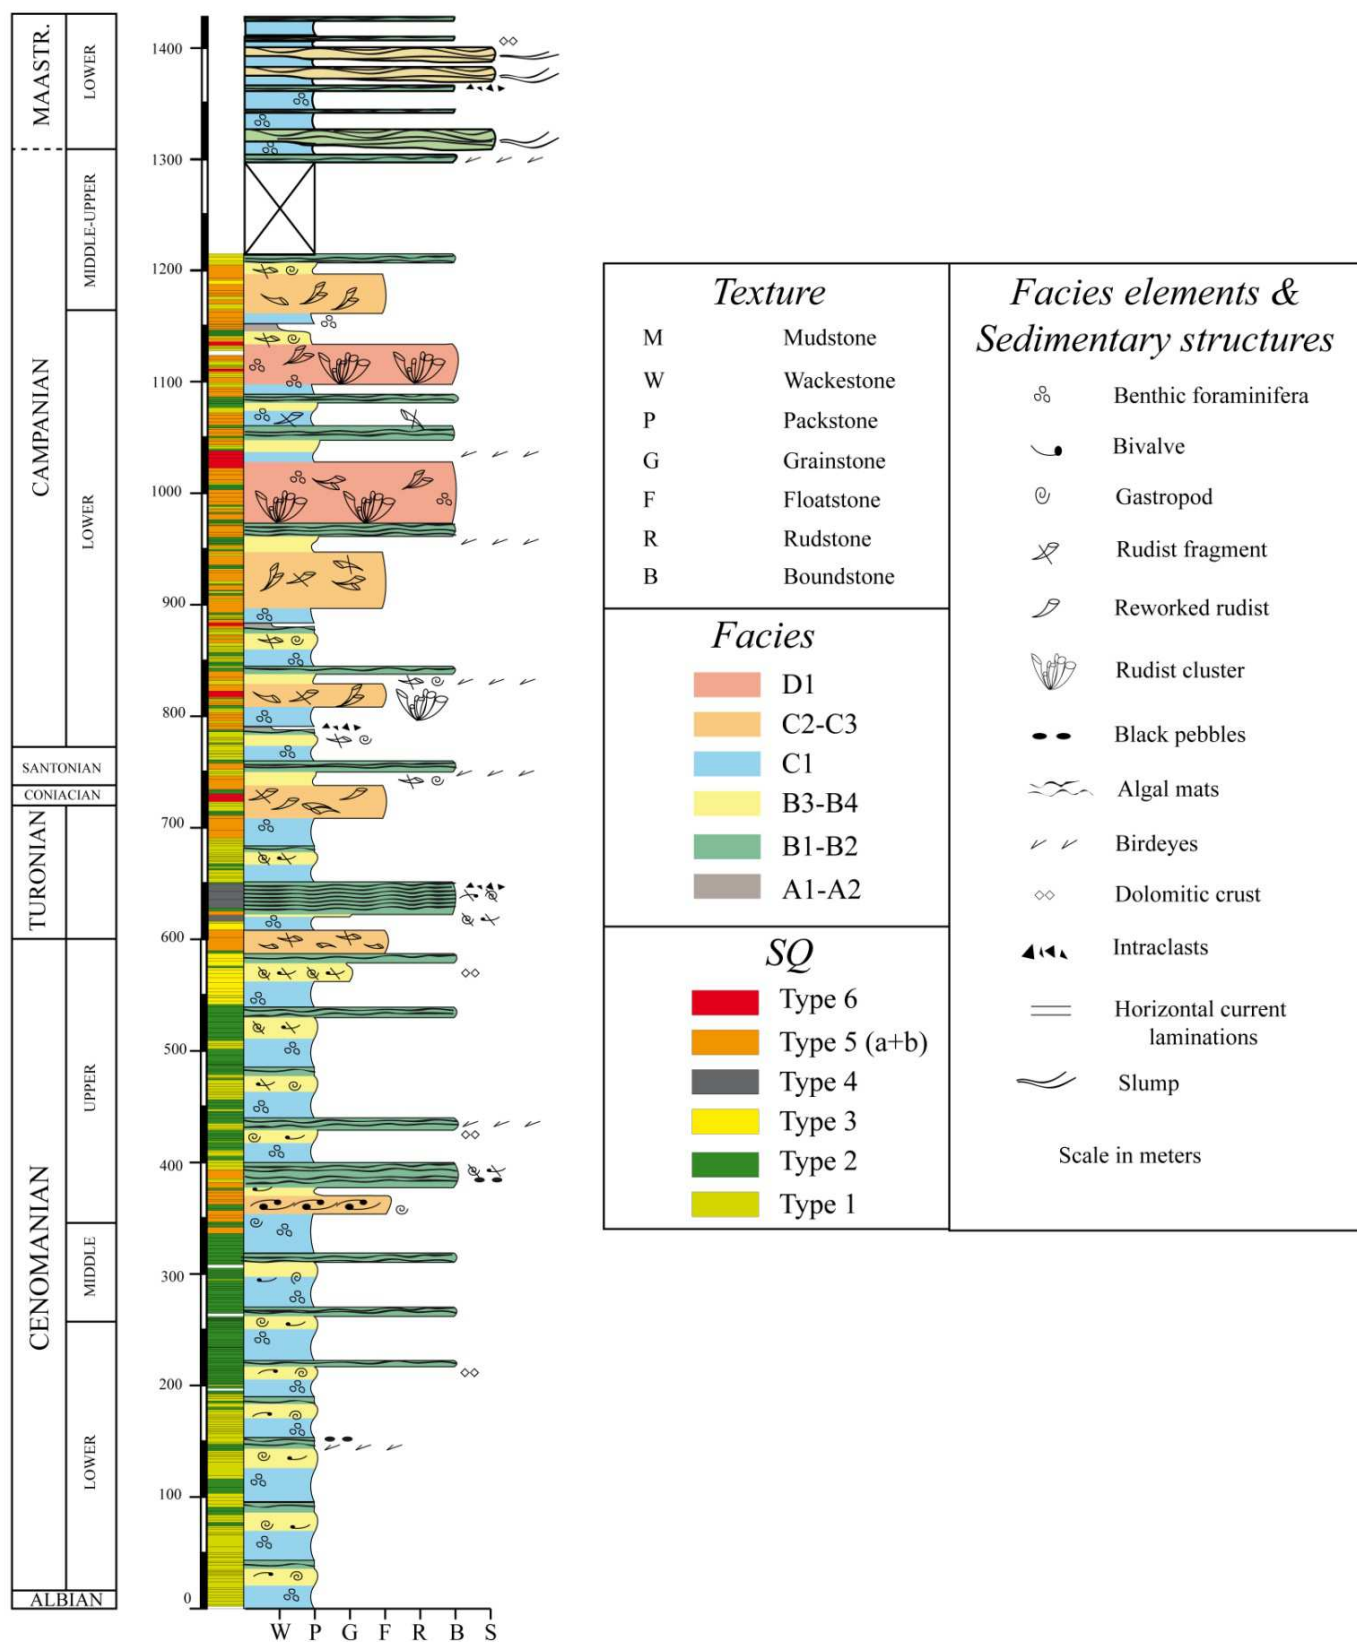 MAASTR.
LOWER
CAMPANIAN
MIDDLE-UPPER
LOWER
SANTONIAN
CONIACIAN
TURONIAN
CENOMANIAN
UPPER
MIDDLE
LOWER
ALBIAN
1400
1300
1200
1100
1000
900
800
700
600
500
400
300
200
100
0
W P G F R B S
Texture
M Mudstone
W Wackestone
P Packstone
G Grainstone
F Floatstone
R Rudstone
B Boundstone
Facies
D1
C2-C3
C1
B3-B4
B1-B2
A1-A2
SQ
Type 6
Type 5 (a+b)
Type 4
Type 3
Type 2
Type 1
Facies elements &
Sedimentary structures
Benthic foraminifera
Bivalve
Gastropod
Rudist fragment
Reworked rudist
Rudist cluster
Black pebbles
Algal mats
Birdeyes
Dolomitic crust
Intraclasts
Horizontal current
laminations
Slump
Scale in meters